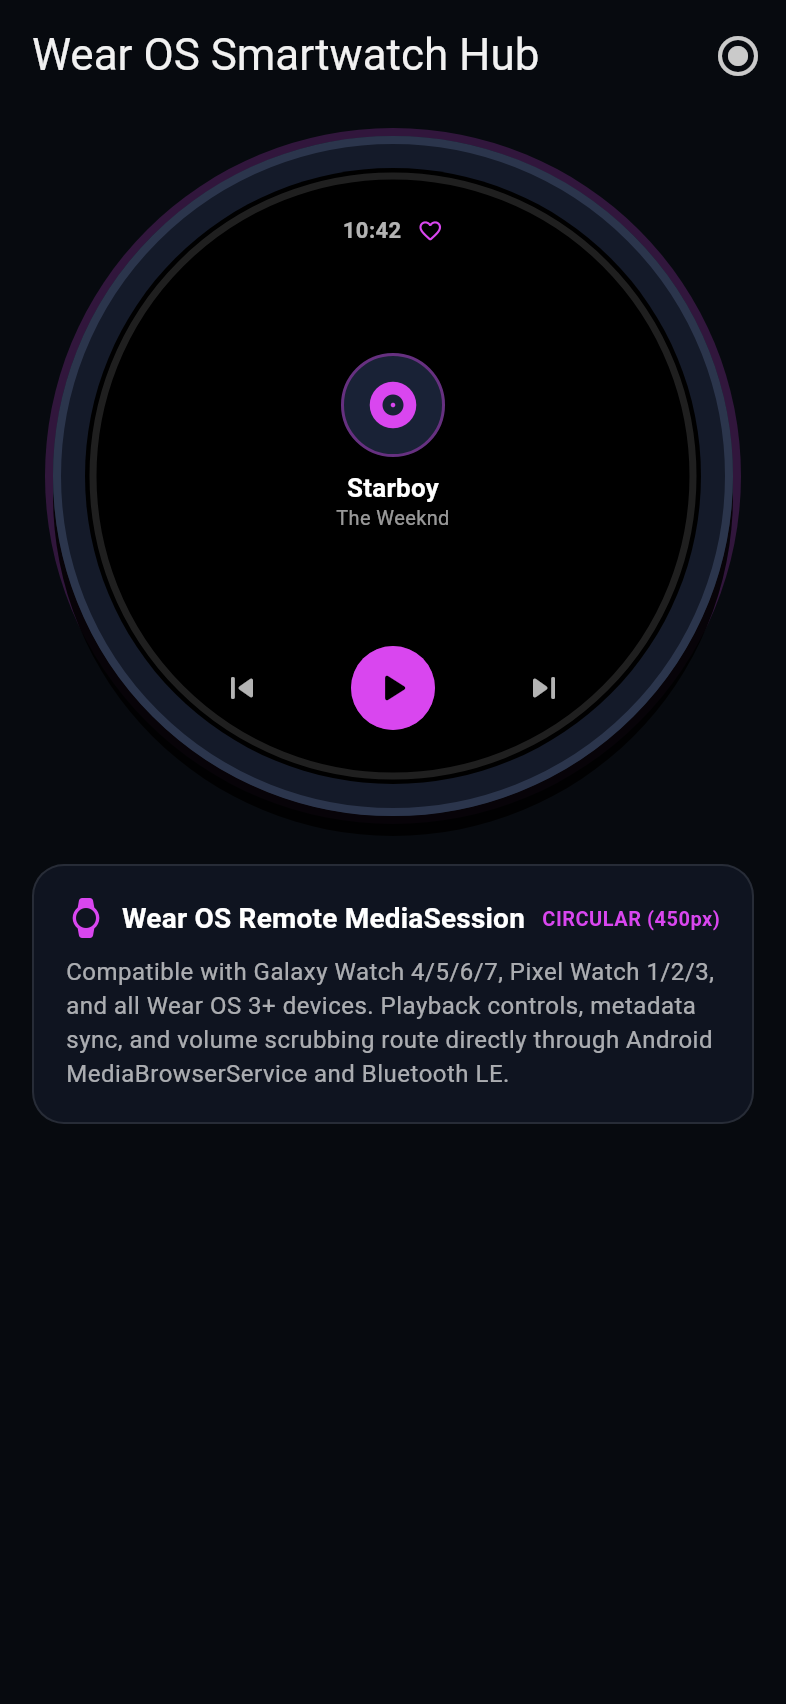 Wear OS Smartwatch Hub
10:42
Starboy
The Weeknd
Wear OS Remote MediaSession CIRCULAR (450px)
Compatible with Galaxy Watch 4/5/6/7, Pixel Watch 1/2/3,
and all Wear OS 3+ devices. Playback controls, metadata
sync, and volume scrubbing route directly through Android
MediaBrowserService and Bluetooth LE.